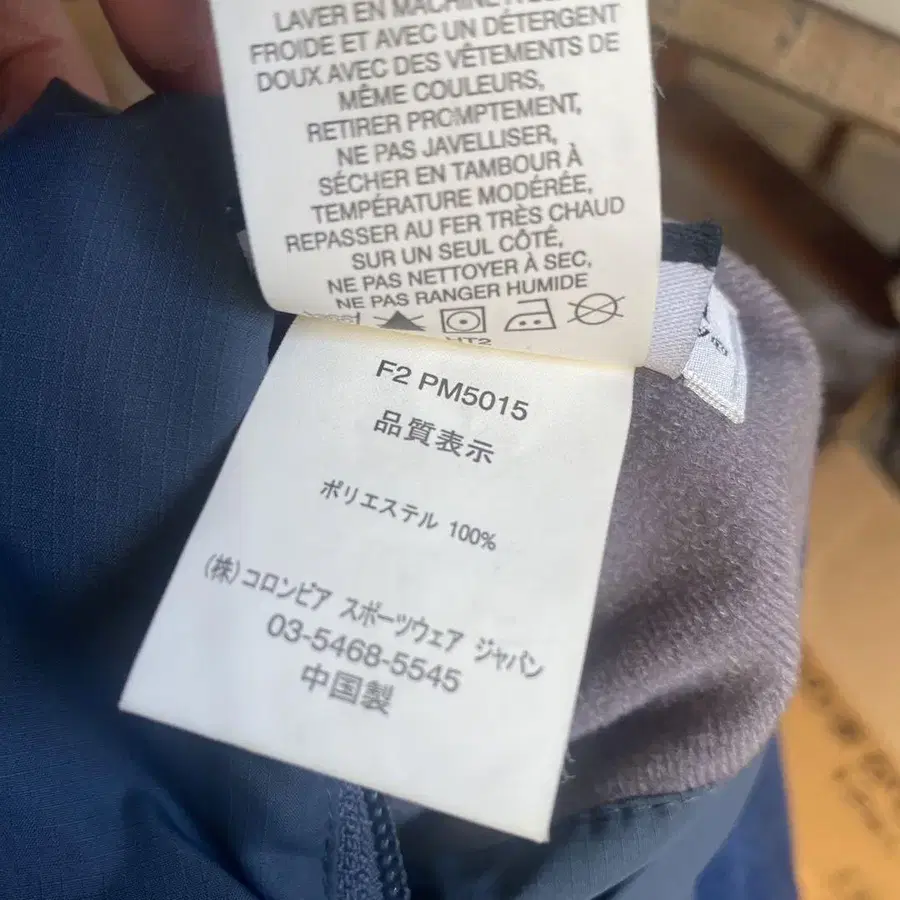 LAVER EN MACHINE
FROIDE ET AVEC UN DÉTERGENT
DOUX AVEC DES VÊTEMENTS DE
MÊME COULEURS,
RETIRER PROMPTEMENT,
NE PAS JAVELLISER,
SÉCHER EN TAMBOUR À
TEMPÉRATURE MODÉRÉE,
REPASSER AU FER TRÈS CHAUD
SUR UN SEUL CÔTÉ,
NE PAS NETTOYER À SEC,
NE PAS RANGER HUMIDE
F2 PM5015
品質表示
ポリエステル 100%
(株)コロンビア スポーツウェア ジャパン
03-5468-5545
中国製